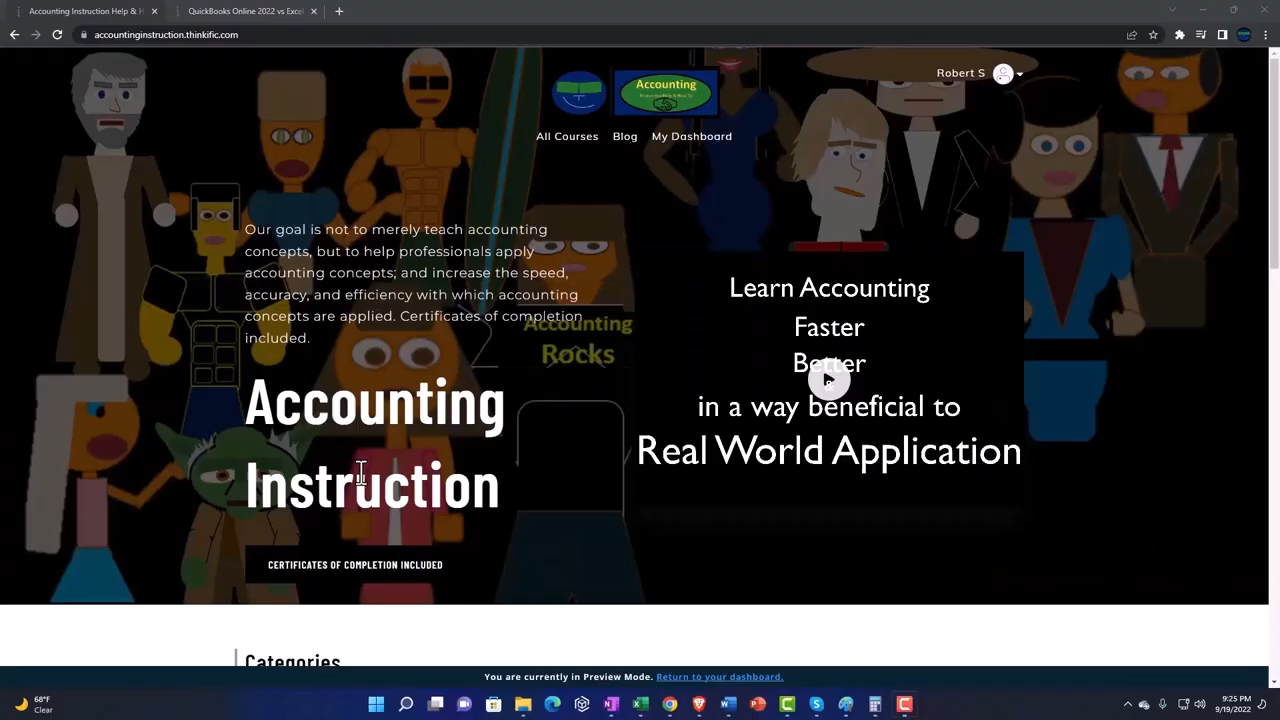 Accounting Instruction Help & H
QuickBooks Online 2022 vs Excel
accountinginstruction.thinkific.com
Robert S
Accounting
All Courses
Blog
My Dashboard
Our goal is not to merely teach accounting
concepts, but to help professionals apply
accounting concepts; and increase the speed,
accuracy, and efficiency with which accounting
concepts are applied. Certificates of completion
included.
Accounting
Rocks
Accounting
Instruction
CERTIFICATES OF COMPLETION INCLUDED
Learn Accounting
Faster
Better
&
in a way beneficial to
Real World Application
Categories
You are currently in Preview Mode. Return to your dashboard.
68°F
Clear
9:25 PM
9/19/2022